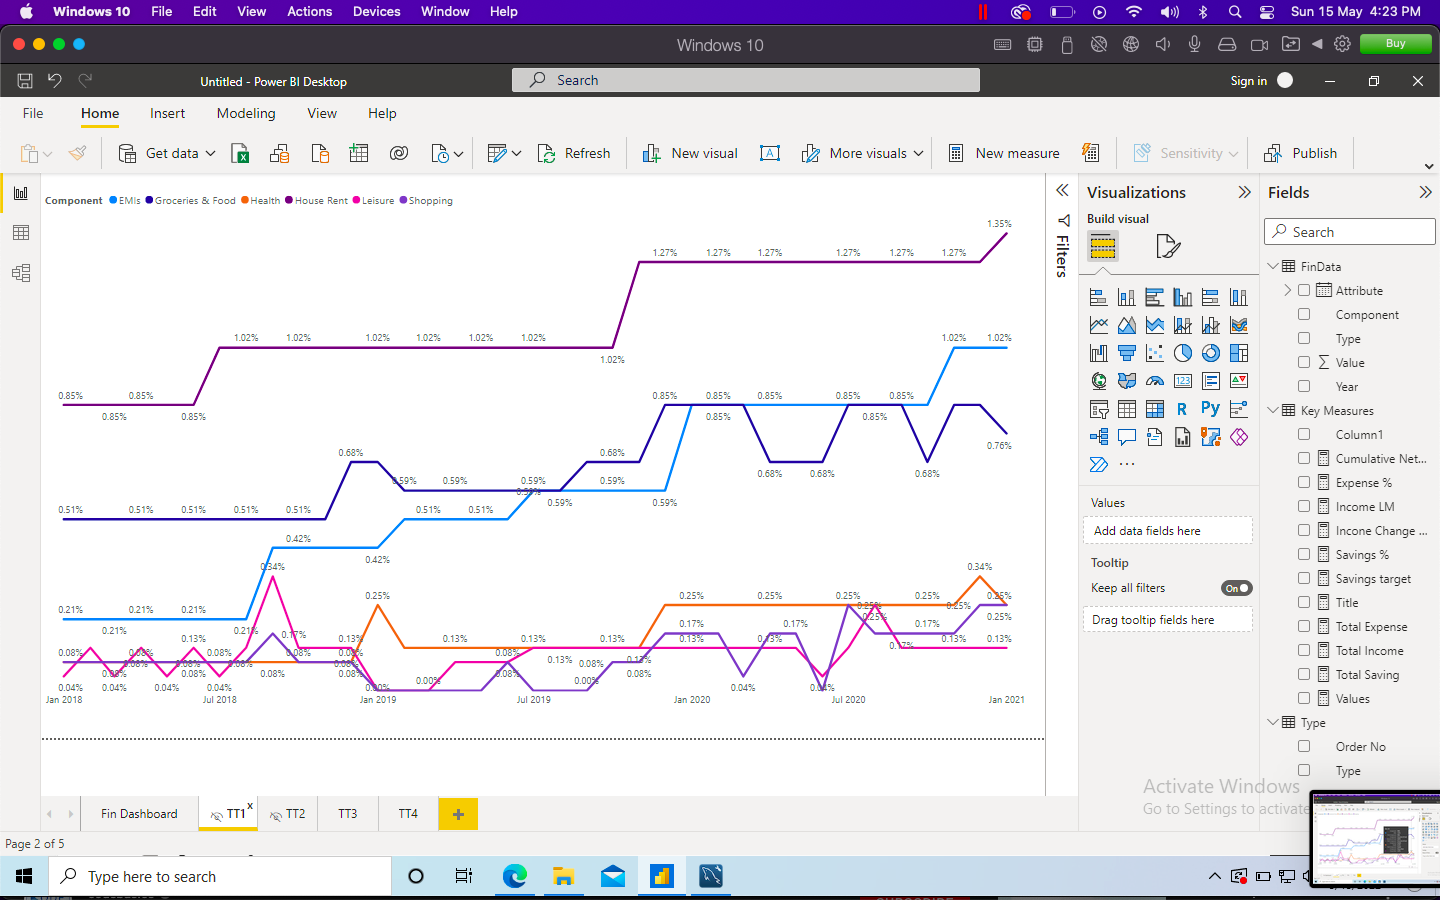 Windows 10 File Edit View Actions Devices Window Help Sun 15 May 4:23 PM
Windows 10 Buy
Untitled - Power BI Desktop Search Sign in
File Home Insert Modeling View Help
Get data Refresh New visual A More visuals New measure Sensitivity Publish
Component EMIs Groceries & Food Health House Rent Leisure Shopping
1.35%
1.27% 1.27% 1.27% 1.27% 1.27% 1.27%
1.02% 1.02% 1.02% 1.02% 1.02% 1.02% 1.02% 1.02%
1.02%
0.85% 0.85% 0.85% 0.85% 0.85% 0.85% 0.85%
0.85% 0.85% 0.85% 0.85%
0.76%
0.68% 0.68%
0.68% 0.68% 0.68%
0.59% 0.59% 0.59% 0.59%
0.59% 0.59%
0.51% 0.51% 0.51% 0.51% 0.51% 0.51% 0.51%
0.42%
0.42%
0.34% 0.34%
0.25% 0.25% 0.25% 0.25% 0.25% 0.25% 0.25%
0.21% 0.21% 0.21% 0.25% 0.25%
0.21% 0.21% 0.25%
0.17% 0.17% 0.17% 0.17%
0.13% 0.13% 0.13% 0.13% 0.13% 0.13% 0.13% 0.13% 0.17% 0.13% 0.13%
0.08% 0.08% 0.08% 0.08% 0.08% 0.13% 0.08% 0.13%
0.08% 0.08% 0.08% 0.08% 0.08% 0.08% 0.08%
0.04% 0.04% 0.04% 0.04% 0.00% 0.00% 0.00% 0.04% 0.04%
Jan 2018 Jul 2018 Jan 2019 Jul 2019 Jan 2020 Jul 2020 Jan 2021
Filters
Visualizations
Build visual
123
R Py
Values
Add data fields here
Tooltip
Keep all filters On
Drag tooltip fields here
Fields
Search
FinData
Attribute
Component
Type
Value
Year
Key Measures
Column1
Cumulative Net...
Expense %
Income LM
Incone Change ...
Savings %
Savings target
Title
Total Expense
Total Income
Total Saving
Values
Type
Order No
Type
Activate Windows
Go to Settings to activate
Fin Dashboard TT1 x TT2 TT3 TT4 +
Page 2 of 5
Type here to search